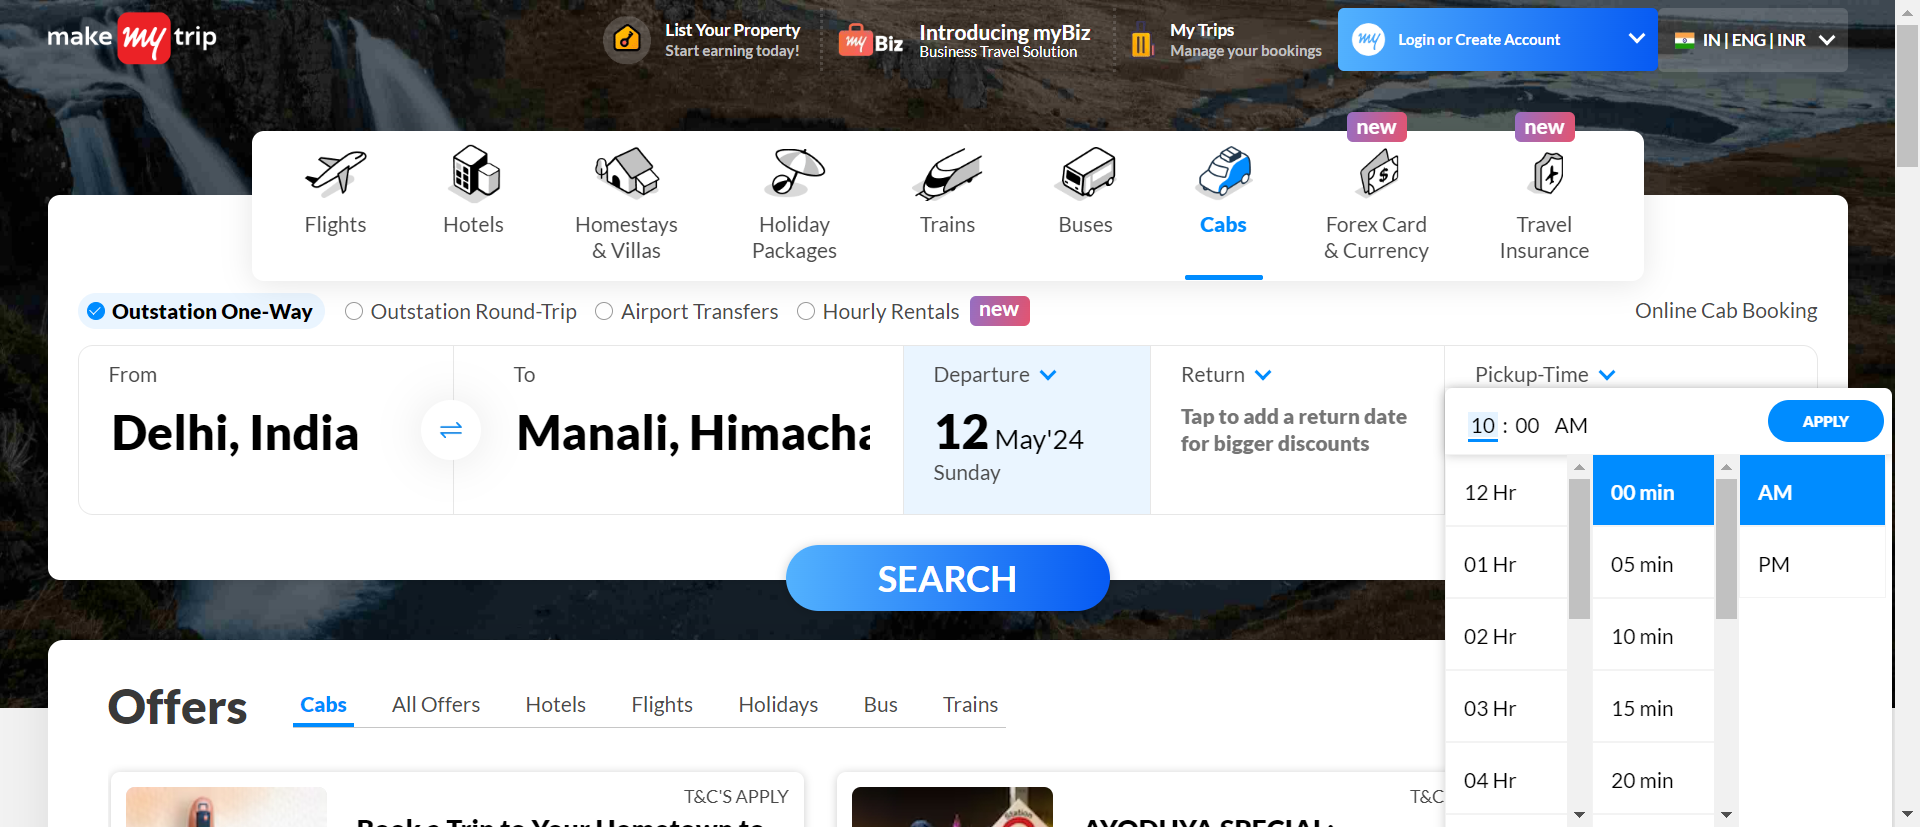 make my trip
List Your Property
Start earning today!
my Biz
Introducing myBiz
Business Travel Solution
My Trips
Manage your bookings
my
Login or Create Account
IN | ENG | INR
new
new
Flights
Hotels
Homestays
& Villas
Holiday
Packages
Trains
Buses
Cabs
Forex Card
& Currency
Travel
Insurance
Outstation One-Way
Outstation Round-Trip
Airport Transfers
Hourly Rentals
new
Online Cab Booking
From
Delhi, India
To
Manali, Himacha
Departure
12 May'24
Sunday
Return
Tap to add a return date
for bigger discounts
Pickup-Time
10 : 00 AM
APPLY
12 Hr
00 min
AM
01 Hr
05 min
PM
02 Hr
10 min
03 Hr
15 min
04 Hr
20 min
SEARCH
Offers
Cabs
All Offers
Hotels
Flights
Holidays
Bus
Trains
T&C'S APPLY
Book a Trip to Your Hometown to
T&C
AYODHYA SPECIAL: